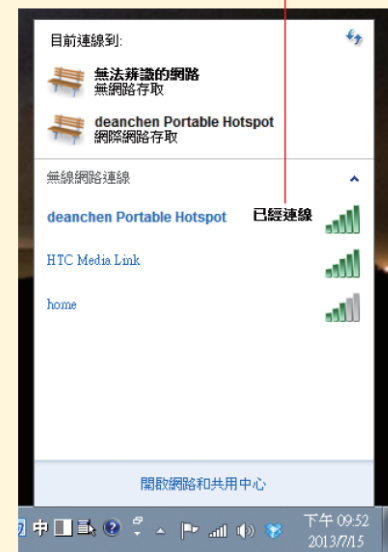 目前連線到:
無法辨識的網路
無網路存取
deanchen Portable Hotspot
網際網路存取
無線網路連線
deanchen Portable Hotspot 已經連線
HTC Media Link
home
開啟網路和共用中心
中 下午 09:52
2013/7/15